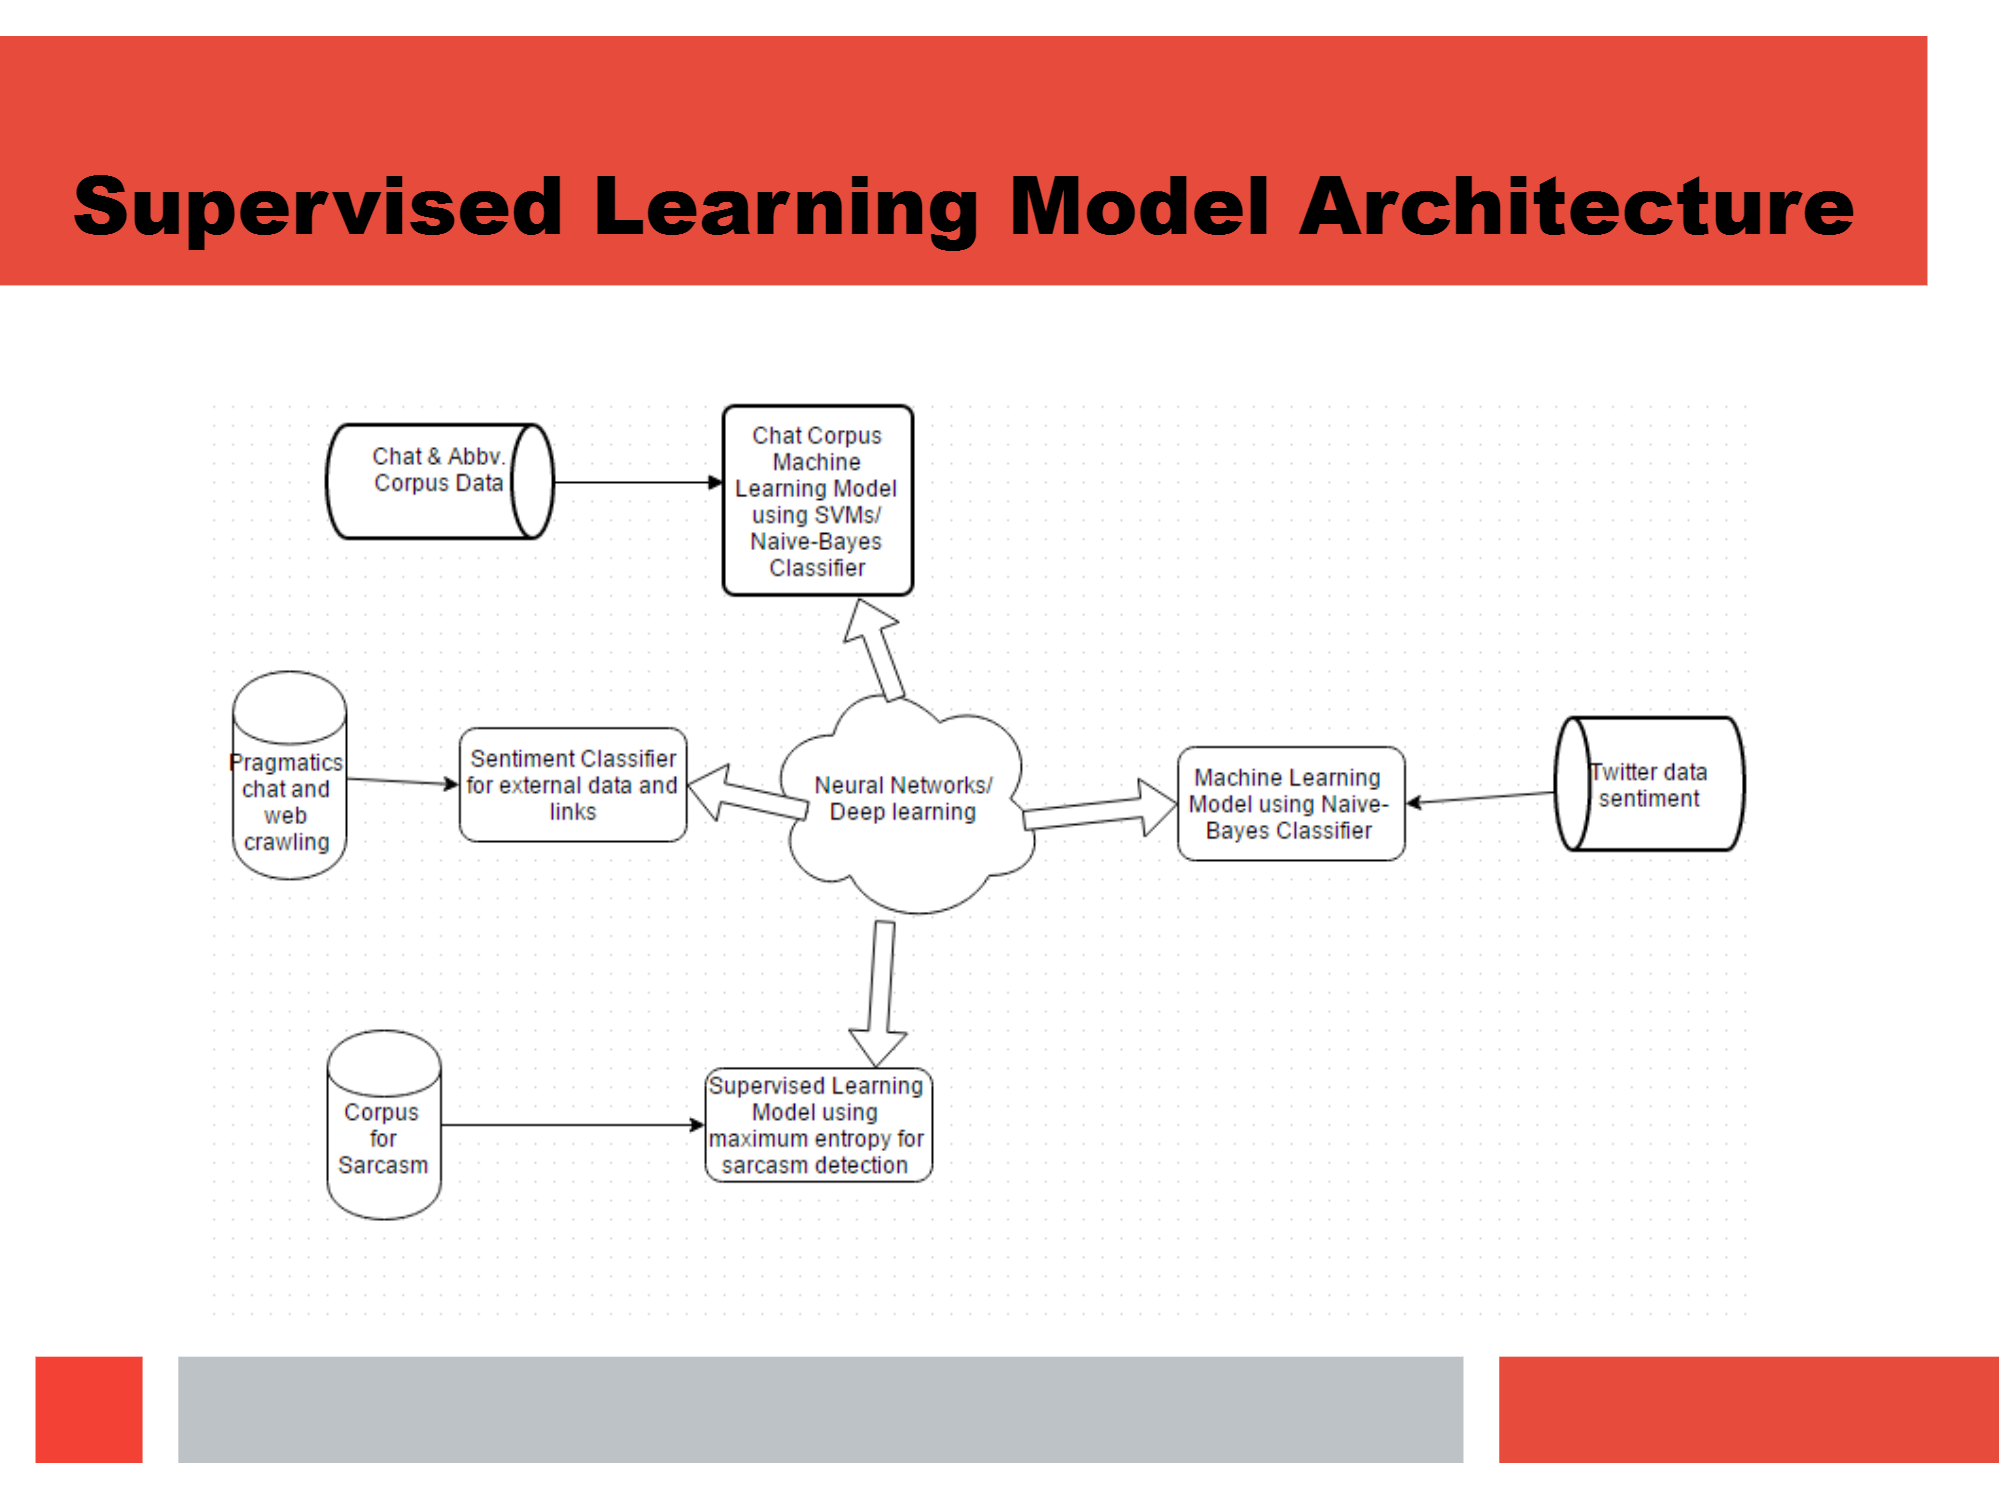 Supervised Learning Model Architecture
Chat & Abbv.
Corpus Data
Chat Corpus
Machine
Learning Model
using SVMs/
Naive-Bayes
Classifier
Pragmatics
chat and
web
crawling
Sentiment Classifier
for external data and
links
Neural Networks/
Deep learning
Machine Learning
Model using Naive-
Bayes Classifier
Twitter data
sentiment
Corpus
for
Sarcasm
Supervised Learning
Model using
maximum entropy for
sarcasm detection